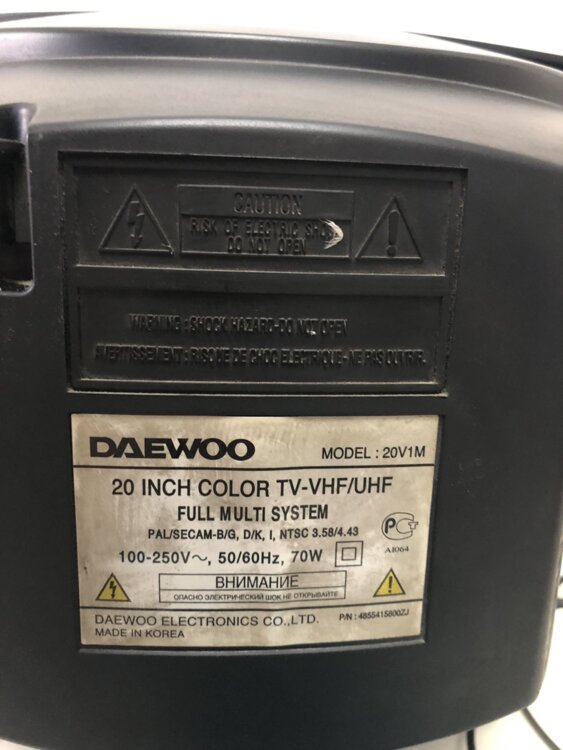 CAUTION
RISK OF ELECTRIC SHOCK
DO NOT OPEN
WARNING : SHOCK HAZARD-DO NOT OPEN
AVERTISSEMENT : RISQUE DE CHOC ELECTRIQUE-NE PAS OUVRIR.
DAEWOO MODEL : 20V1M
20 INCH COLOR TV-VHF/UHF
FULL MULTI SYSTEM
PAL/SECAM-B/G, D/K, I, NTSC 3.58/4.43
100-250V~, 50/60Hz, 70W
РСТ
АЮ64
ВНИМАНИЕ
ОПАСНО ЭЛЕКТРИЧЕСКИЙ ШОК НЕ ОТКРЫВАЙТЕ
DAEWOO ELECTRONICS CO.,LTD. P/N : 4855415800ZJ
MADE IN KOREA